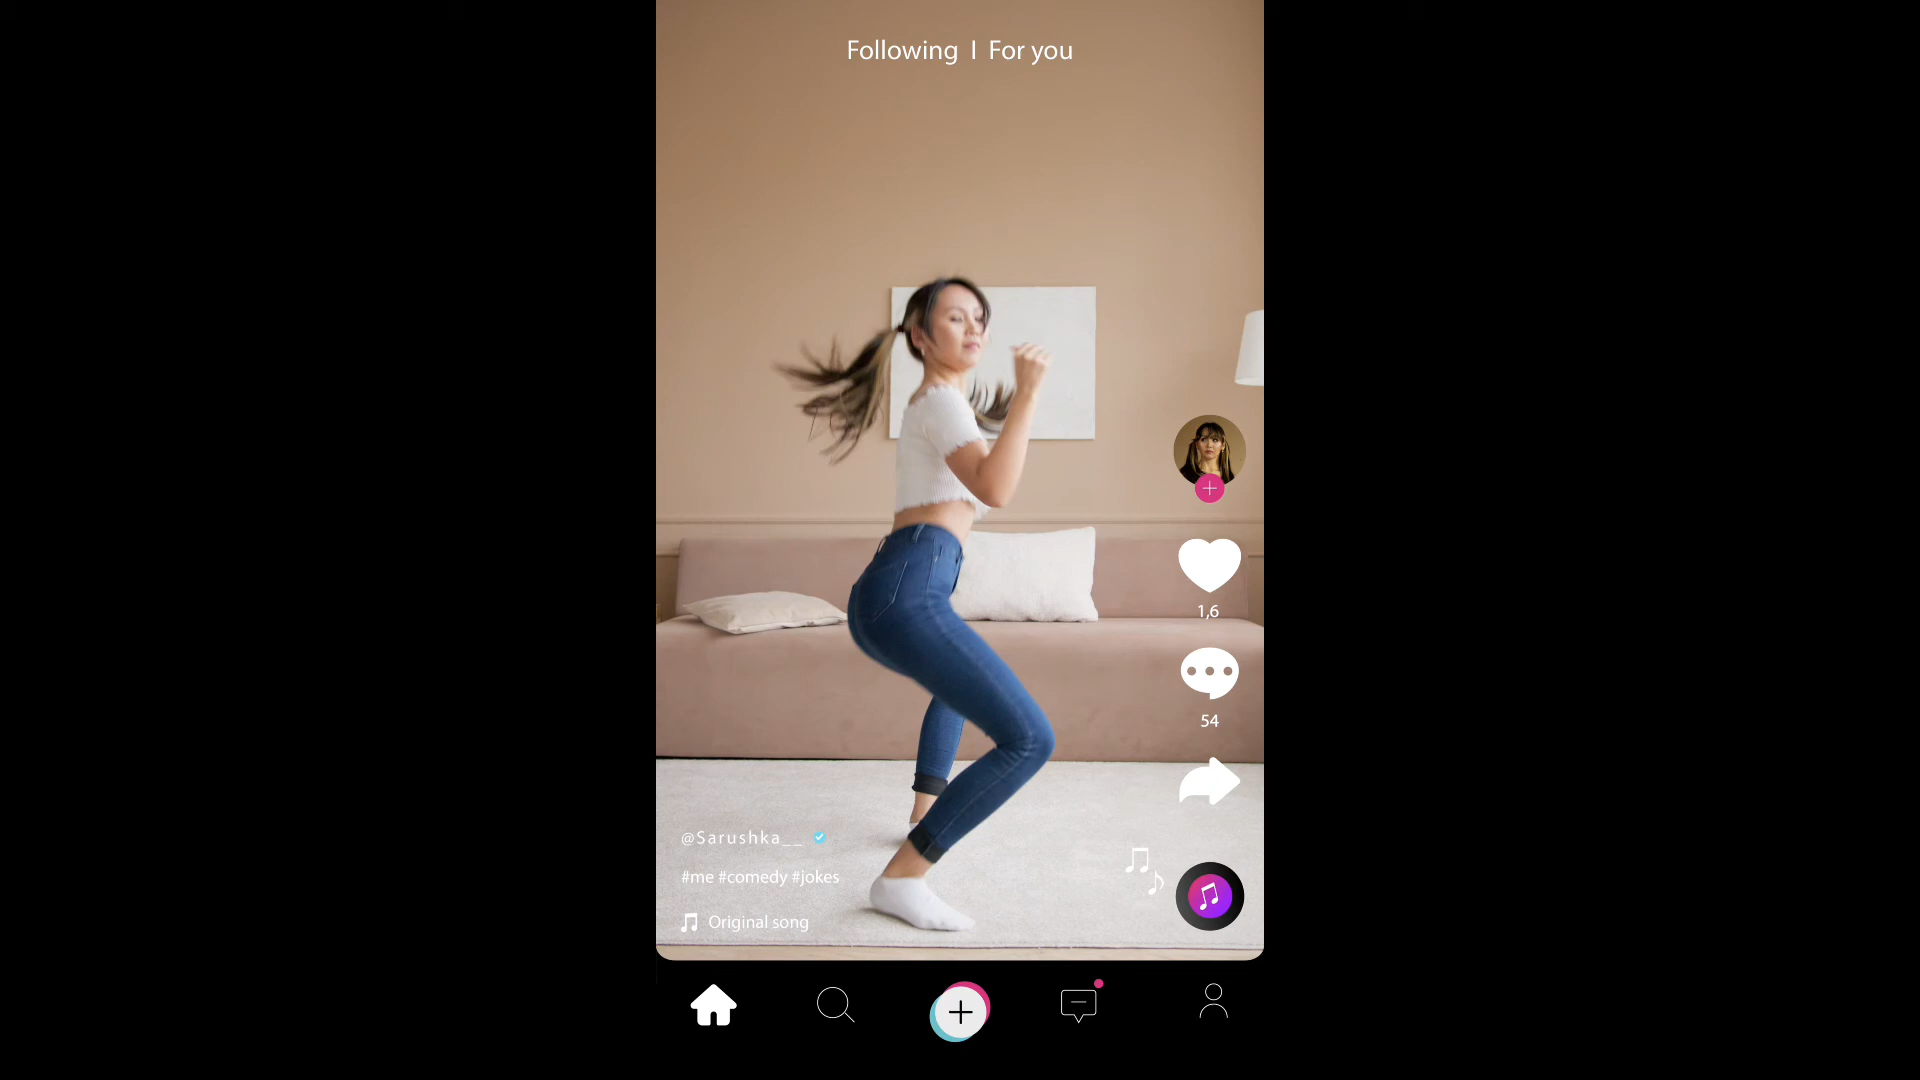 Following | For you
1,6
54
@Sarushka__
#me #comedy #jokes
Original song